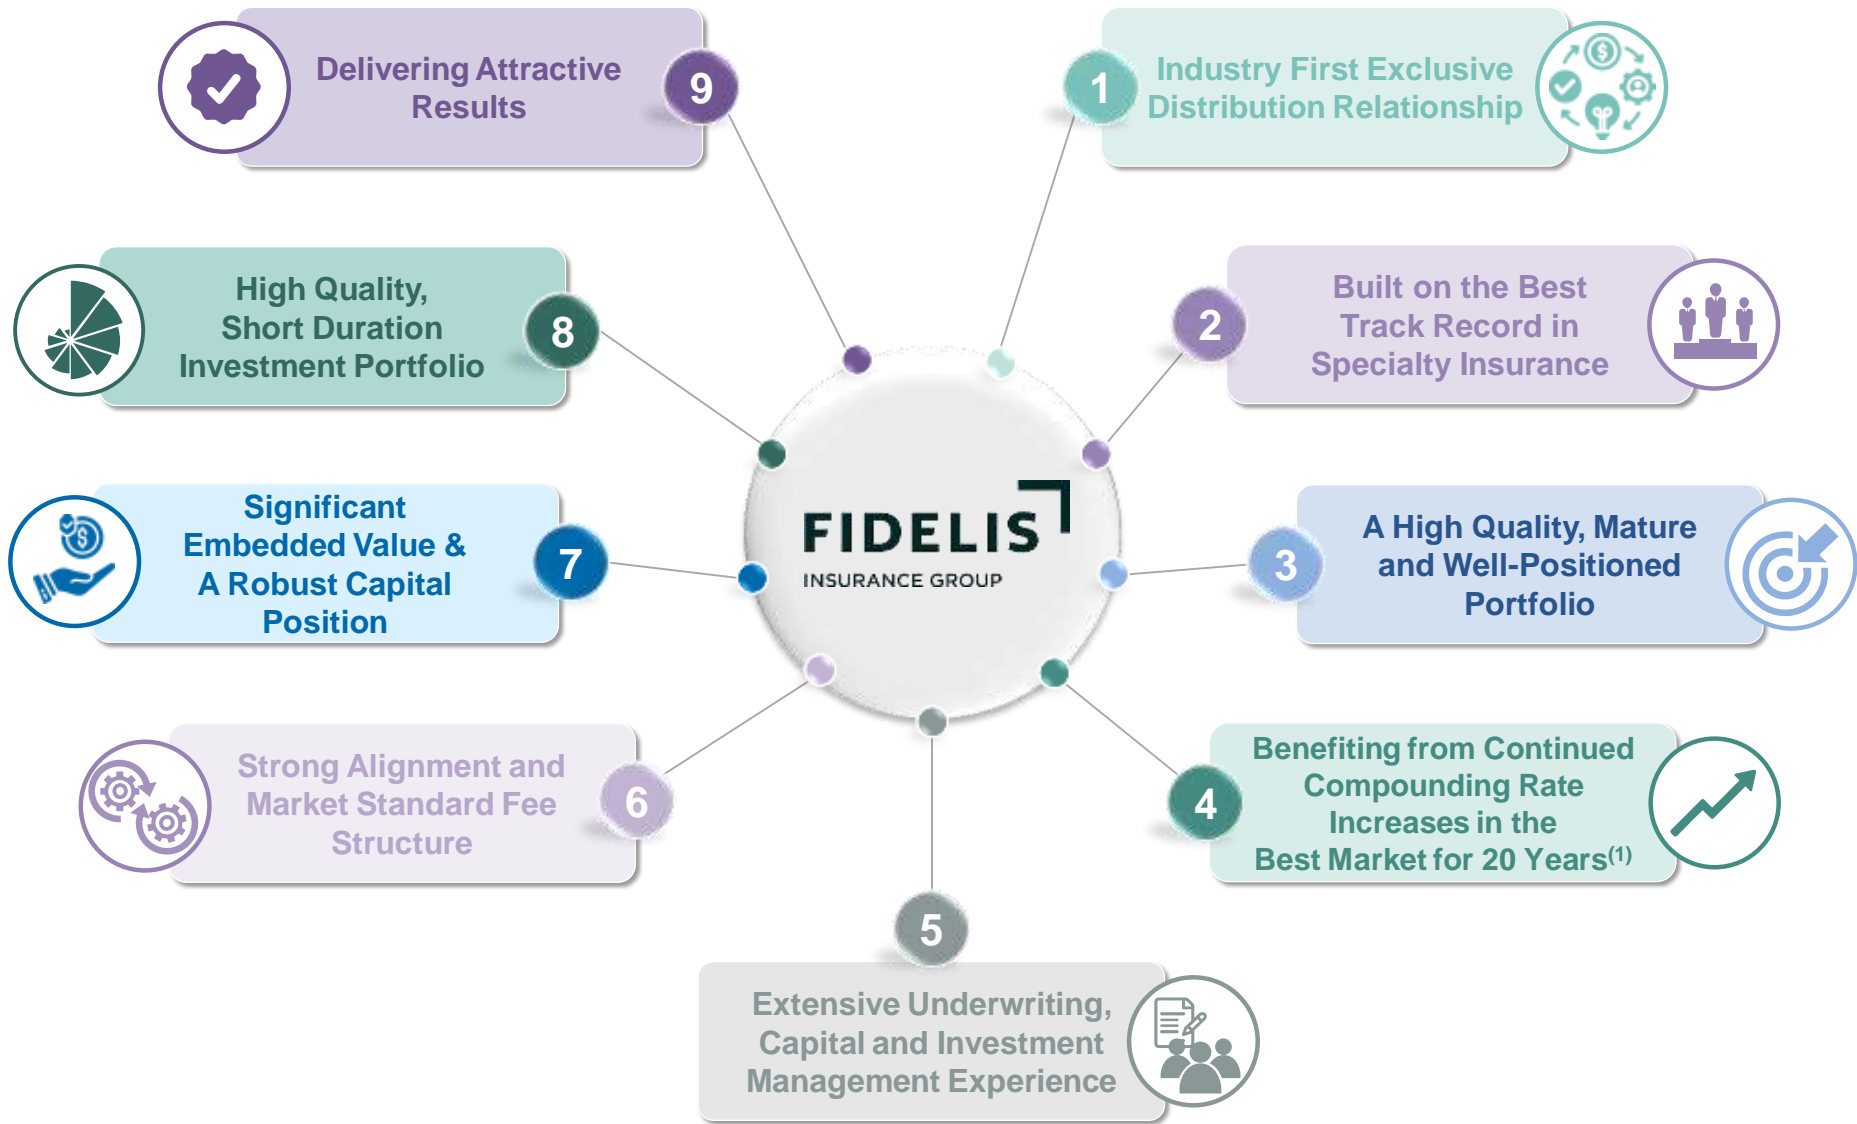 1
Industry First Exclusive
Distribution Relationship
2
Built on the Best
Track Record in
Specialty Insurance
3
A High Quality, Mature
and Well-Positioned
Portfolio
4
Benefiting from Continued
Compounding Rate
Increases in the
Best Market for 20 Years(1)
5
Extensive Underwriting,
Capital and Investment
Management Experience
6
Strong Alignment and
Market Standard Fee
Structure
7
Significant
Embedded Value &
A Robust Capital
Position
8
High Quality,
Short Duration
Investment Portfolio
9
Delivering Attractive
Results
FIDELIS
INSURANCE GROUP
$
$